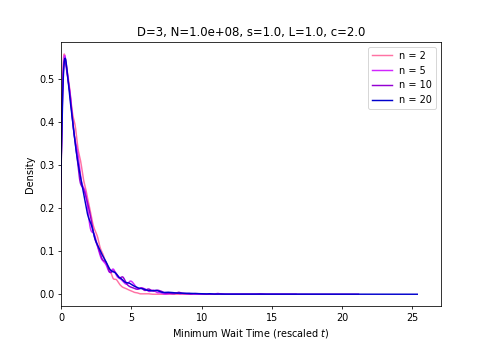 D=3, N=1.0e+08, s=1.0, L=1.0, c=2.0
n = 2
n = 5
n = 10
n = 20
Density
0.5
0.4
0.3
0.2
0.1
0.0
0 5 10 15 20 25
Minimum Wait Time (rescaled t)